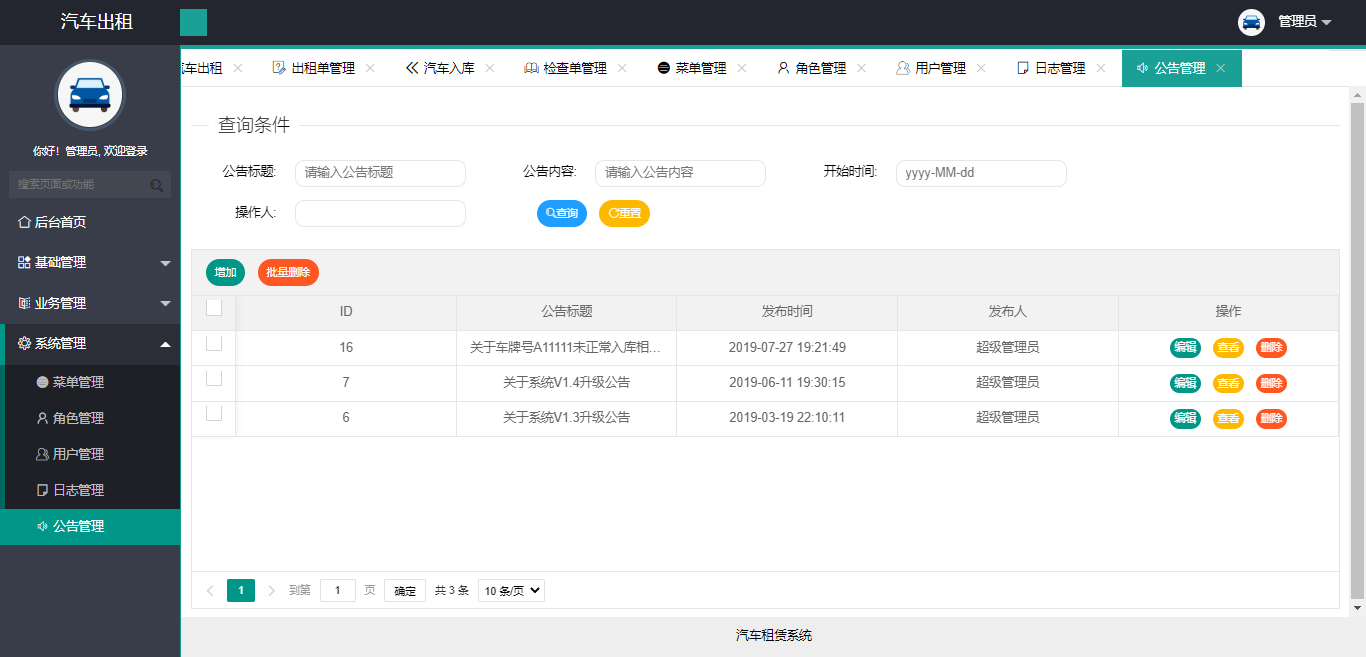 汽车出租
管理员
你好！管理员, 欢迎登录
搜索页面或功能
后台首页
基础管理
业务管理
系统管理
菜单管理
角色管理
用户管理
日志管理
公告管理
车出租 出租单管理 汽车入库 检查单管理 菜单管理 角色管理 用户管理 日志管理 公告管理
查询条件
公告标题: 请输入公告标题 公告内容: 请输入公告内容 开始时间: yyyy-MM-dd
操作人: 查询 重置
增加 批量删除
ID 公告标题 发布时间 发布人 操作
16 关于车牌号A11111未正常入库相... 2019-07-27 19:21:49 超级管理员 编辑 查看 删除
7 关于系统V1.4升级公告 2019-06-11 19:30:15 超级管理员 编辑 查看 删除
6 关于系统V1.3升级公告 2019-03-19 22:10:11 超级管理员 编辑 查看 删除
1 到第 1 页 确定 共 3 条 10 条/页
汽车租赁系统